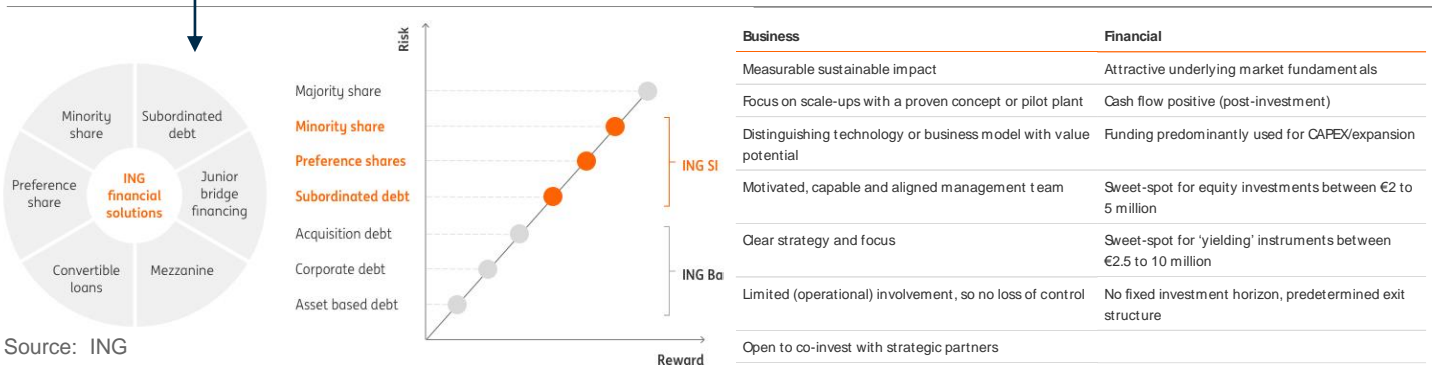 Minority
share
Subordinated
debt
Preference
share
ING
financial
solutions
Junior
bridge
financing
Convertible
loans
Mezzanine
Source: ING
Risk
Majority share
Minority share
Preference shares
Subordinated debt
Acquisition debt
Corporate debt
Asset based debt
ING SI
ING Ba
Reward
Business Financial
Measurable sustainable impact Attractive underlying market fundamentals
Focus on scale-ups with a proven concept or pilot plant Cash flow positive (post-investment)
Distinguishing technology or business model with value Funding predominantly used for CAPEX/expansion
potential
Motivated, capable and aligned management team Sweet-spot for equity investments between €2 to
5 million
Clear strategy and focus Sweet-spot for ‘yielding’ instruments between
€2.5 to 10 million
Limited (operational) involvement, so no loss of control No fixed investment horizon, predetermined exit
structure
Open to co-invest with strategic partners